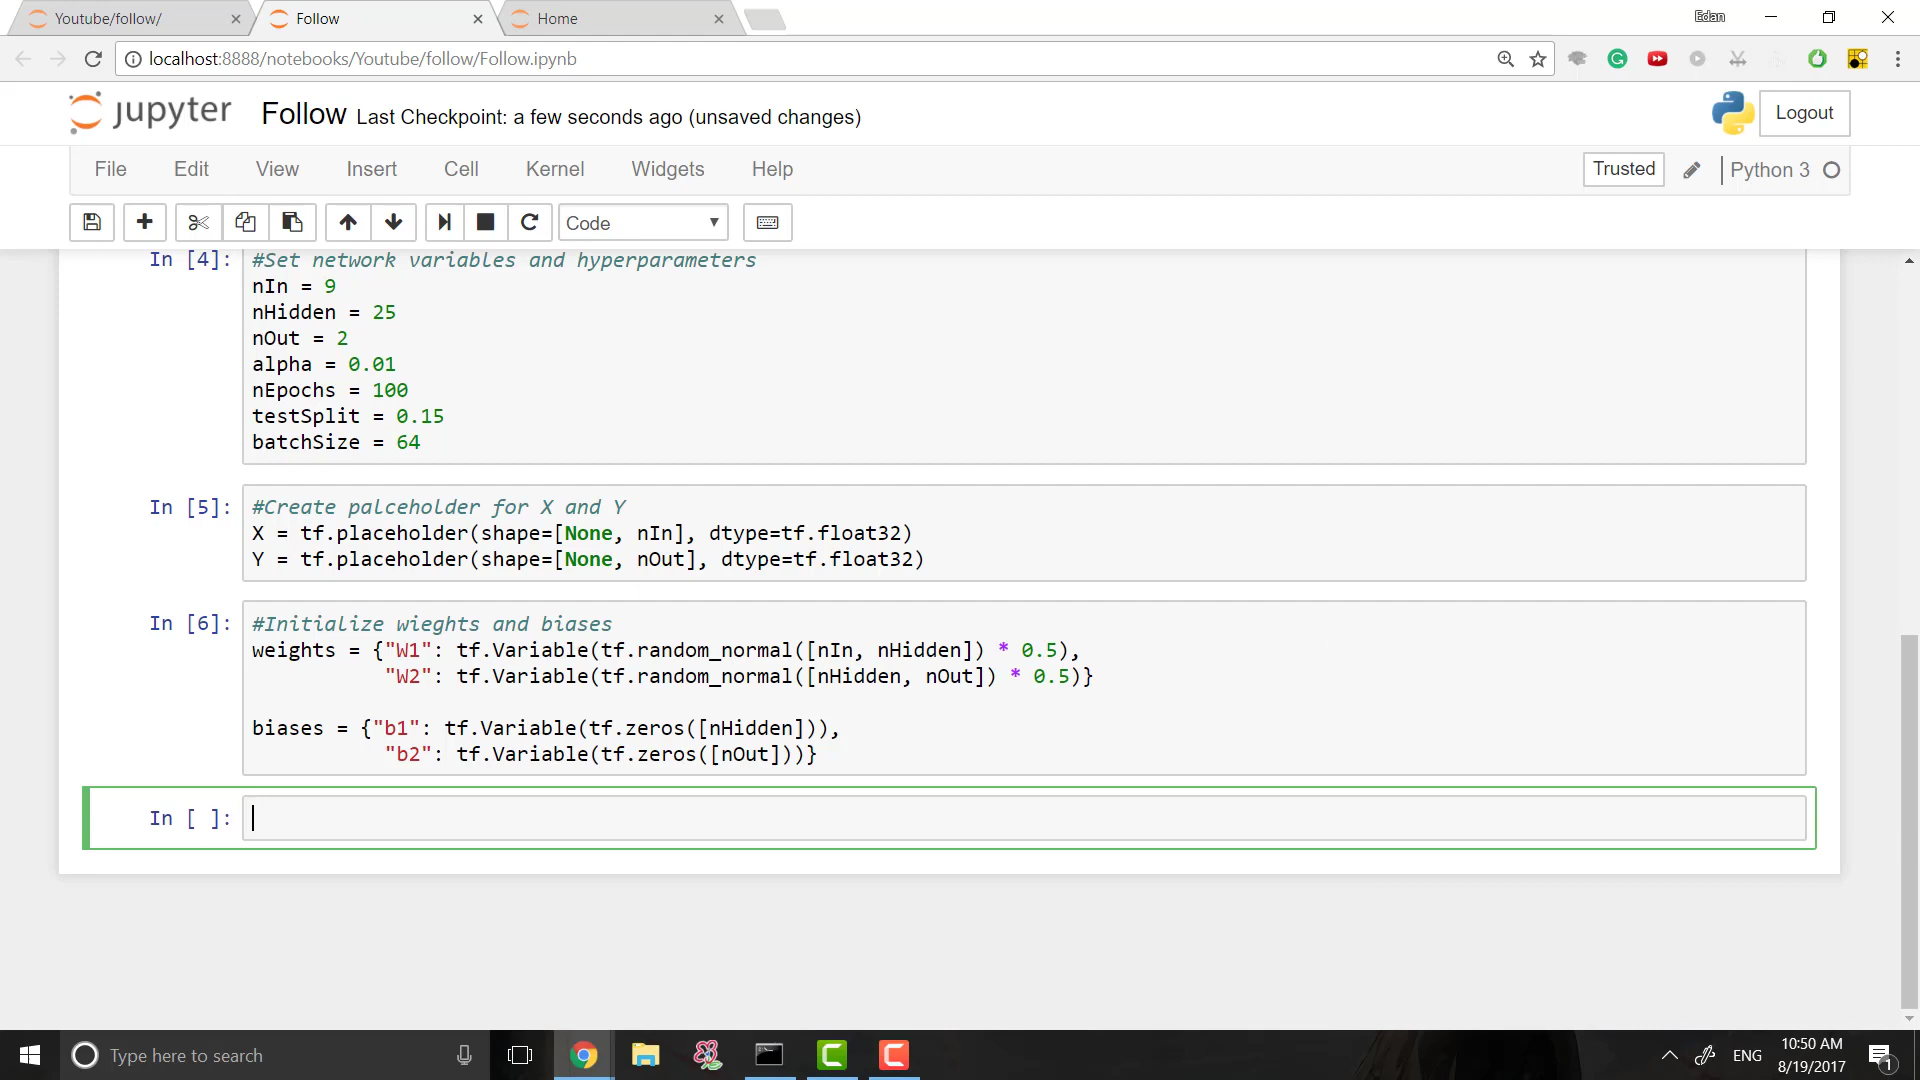 Youtube/follow/
Follow
Home
Edan
localhost:8888/notebooks/Youtube/follow/Follow.ipynb
jupyter
Follow Last Checkpoint: a few seconds ago (unsaved changes)
Logout
File Edit View Insert Cell Kernel Widgets Help
Trusted
Python 3
Code
In [4]: #Set network variables and hyperparameters
nIn = 9
nHidden = 25
nOut = 2
alpha = 0.01
nEpochs = 100
testSplit = 0.15
batchSize = 64
In [5]: #Create palceholder for X and Y
X = tf.placeholder(shape=[None, nIn], dtype=tf.float32)
Y = tf.placeholder(shape=[None, nOut], dtype=tf.float32)
In [6]: #Initialize wieghts and biases
weights = {"W1": tf.Variable(tf.random_normal([nIn, nHidden]) * 0.5),
"W2": tf.Variable(tf.random_normal([nHidden, nOut]) * 0.5)}
biases = {"b1": tf.Variable(tf.zeros([nHidden])),
"b2": tf.Variable(tf.zeros([nOut]))}
In [ ]:
Type here to search
ENG
10:50 AM
8/19/2017
1